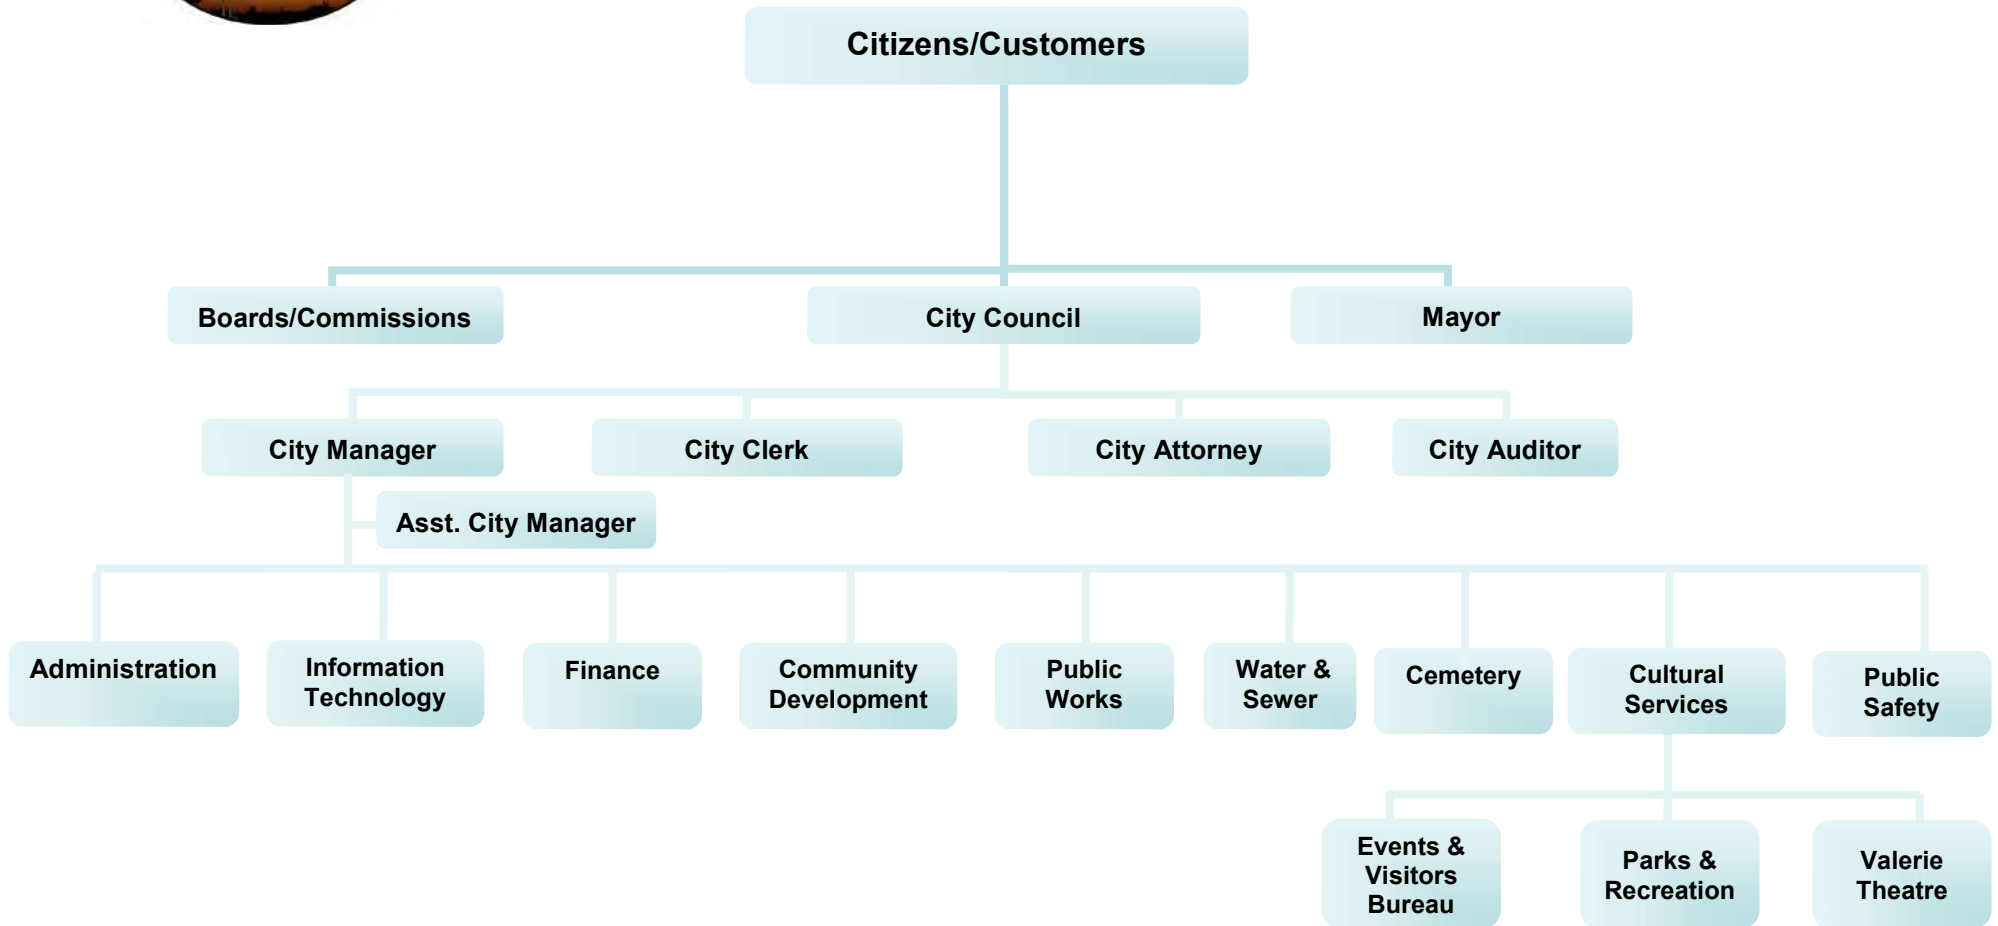 Citizens/Customers
Boards/Commissions
City Council
Mayor
City Manager
City Clerk
City Attorney
City Auditor
Asst. City Manager
Administration
Information
Technology
Finance
Community
Development
Public
Works
Water &
Sewer
Cemetery
Cultural
Services
Public
Safety
Events &
Visitors
Bureau
Parks &
Recreation
Valerie
Theatre